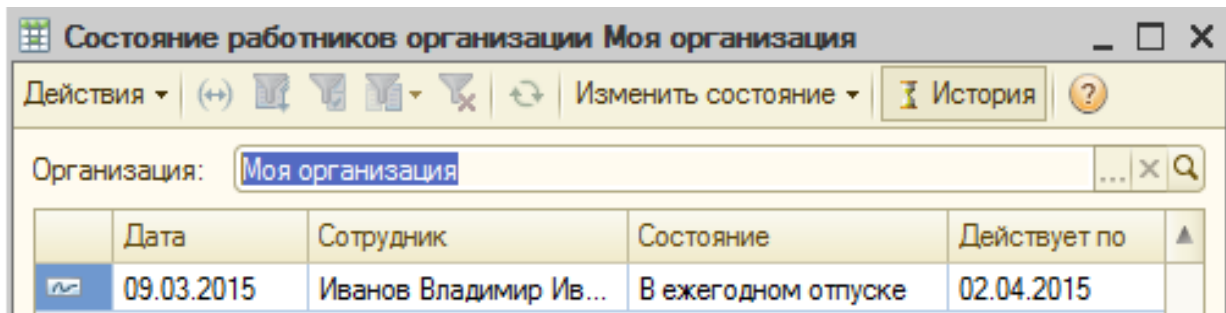 Состояние работников организации Моя организация
Действия Изменить состояние История ?
Организация: Моя организация ...
Дата Сотрудник Состояние Действует по
09.03.2015 Иванов Владимир Ив... В ежегодном отпуске 02.04.2015